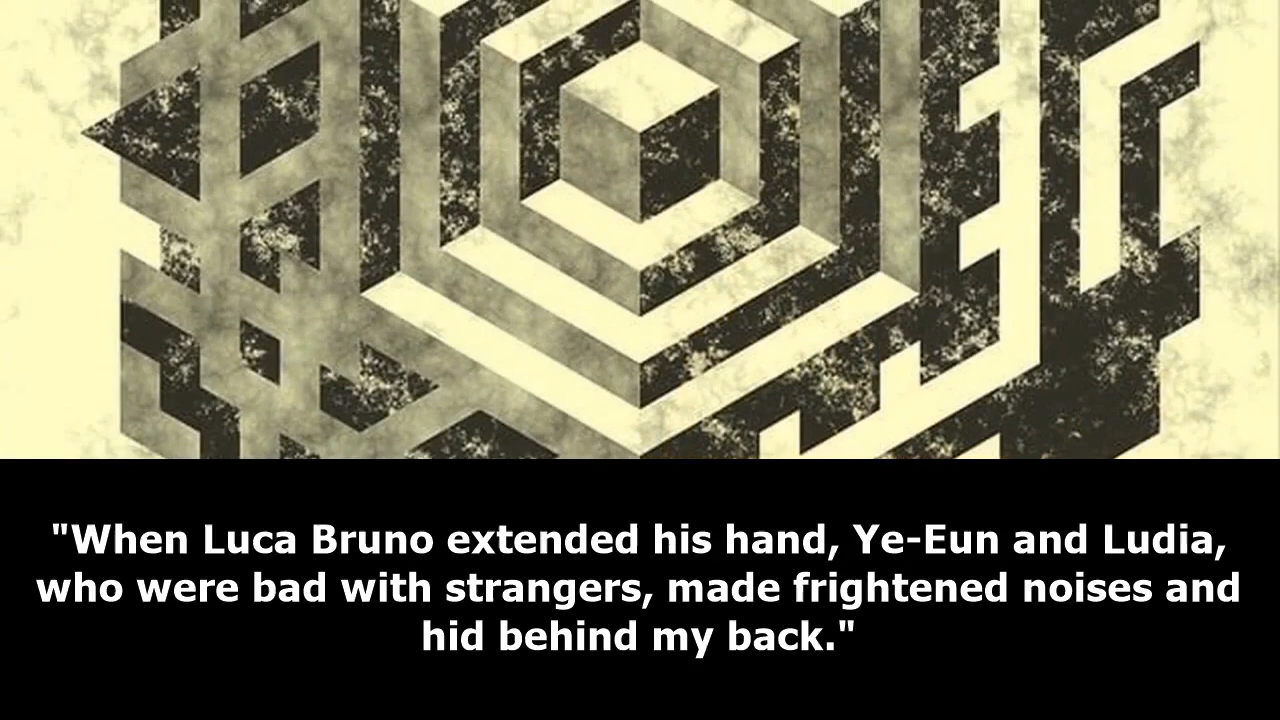 "When Luca Bruno extended his hand, Ye-Eun and Ludia,
who were bad with strangers, made frightened noises and
hid behind my back."